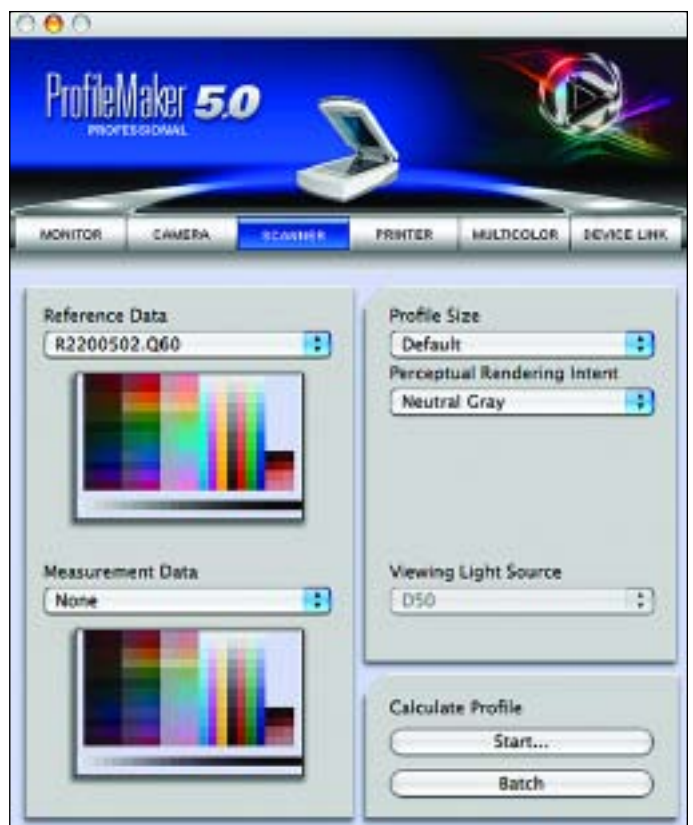 ProfileMaker 5.0
PROFESSIONAL
MONITOR
CAMERA
SCANNER
PRINTER
MULTICOLOR
DEVICE LINK
Reference Data
R2200502.Q60
Measurement Data
None
Profile Size
Default
Perceptual Rendering Intent
Neutral Gray
Viewing Light Source
D50
Calculate Profile
Start...
Batch